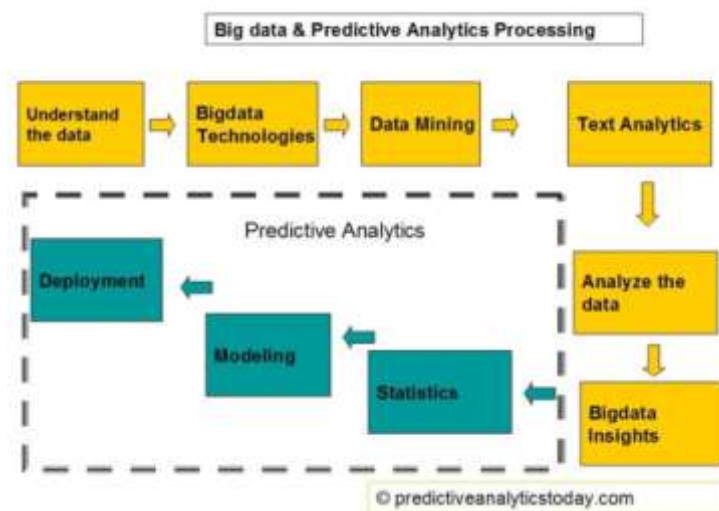 Big data & Predictive Analytics Processing
Understand
the data
Bigdata
Technologies
Data Mining
Text Analytics
Predictive Analytics
Deployment
Analyze the
data
Modeling
Statistics
Bigdata
Insights
© predictiveanalyticstoday.com